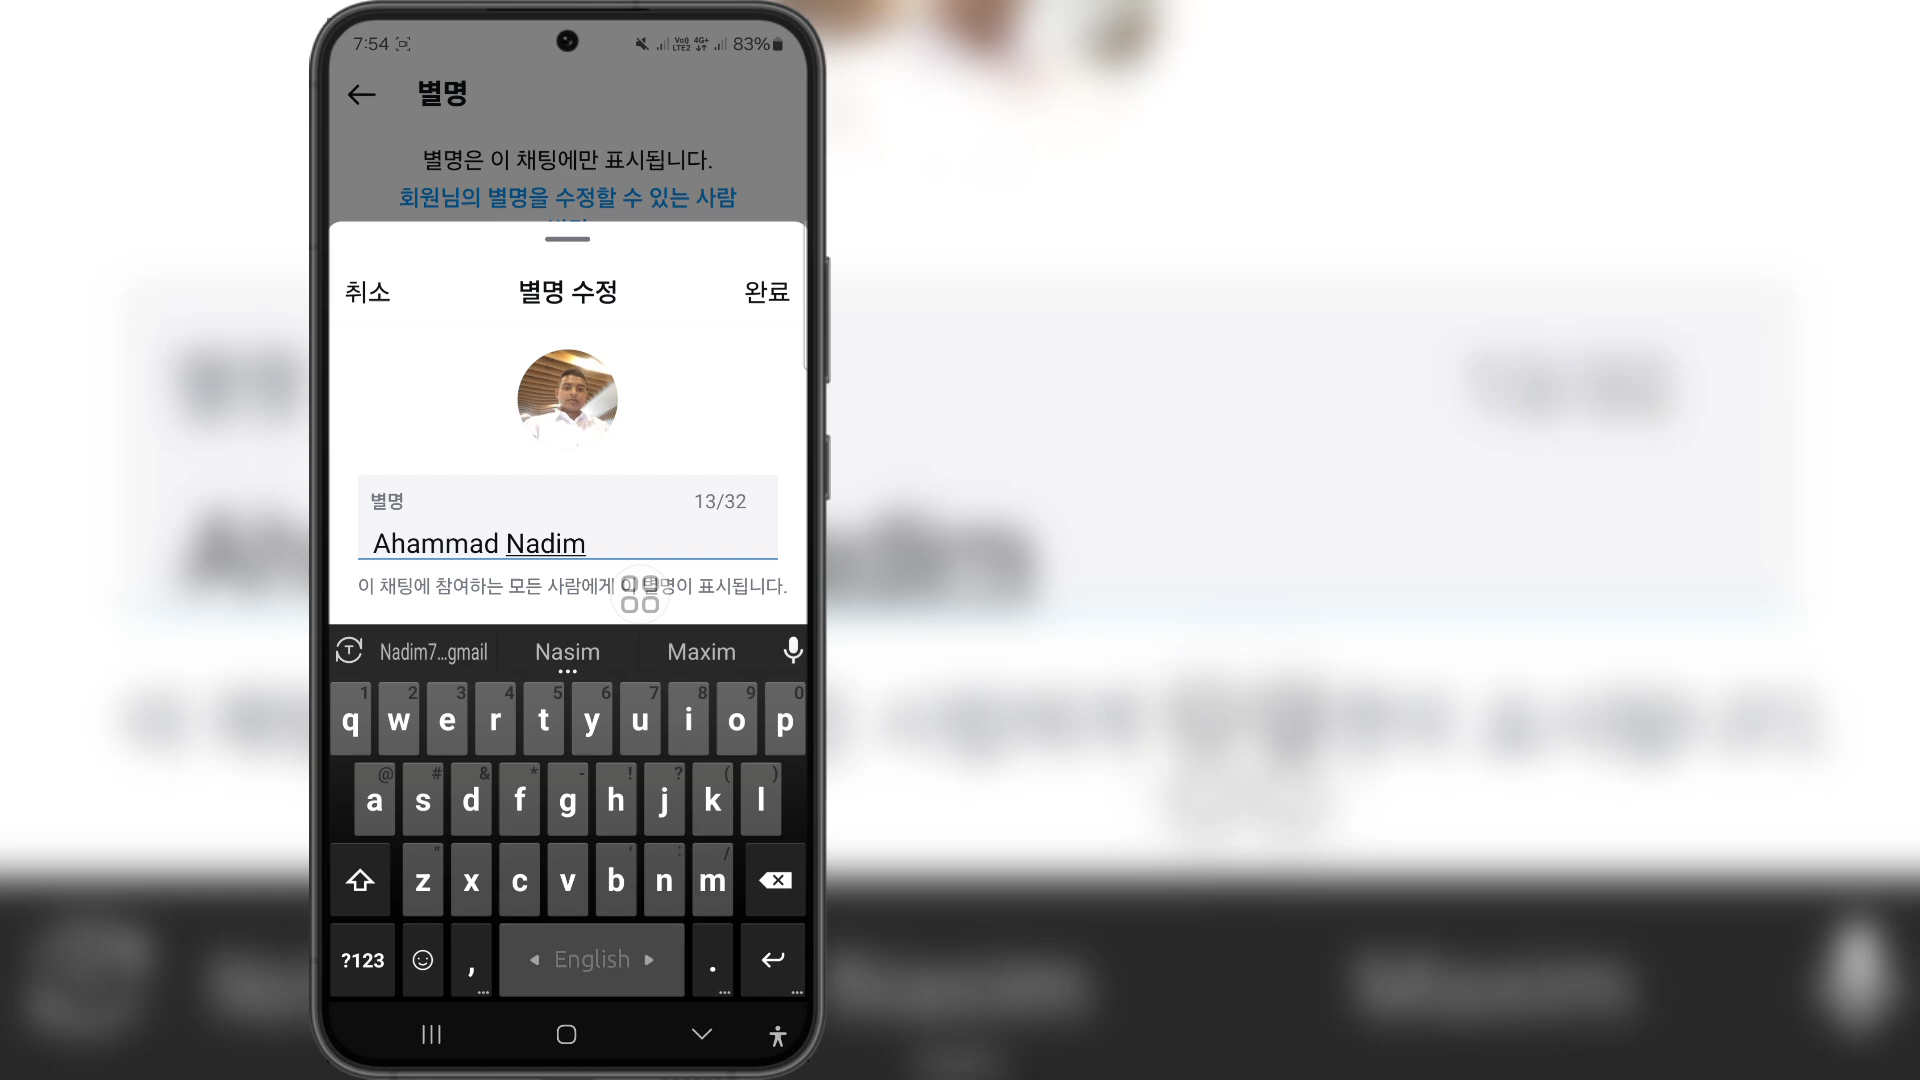 7:54 Vo) LTE2 4G+ 83%
별명
별명은 이 채팅에만 표시됩니다.
회원님의 별명을 수정할 수 있는 사람
취소 별명 수정 완료
별명 13/32
Ahammad Nadim
이 채팅에 참여하는 모든 사람에게 이 별명이 표시됩니다.
T Nadim7...gmail Nasim Maxim
1 2 3 4 5 6 7 8 9 0
q w e r t y u i o p
@ # & * - ! ? ( )
a s d f g h j k l
" ' : /
z x c v b n m
?123 , English .